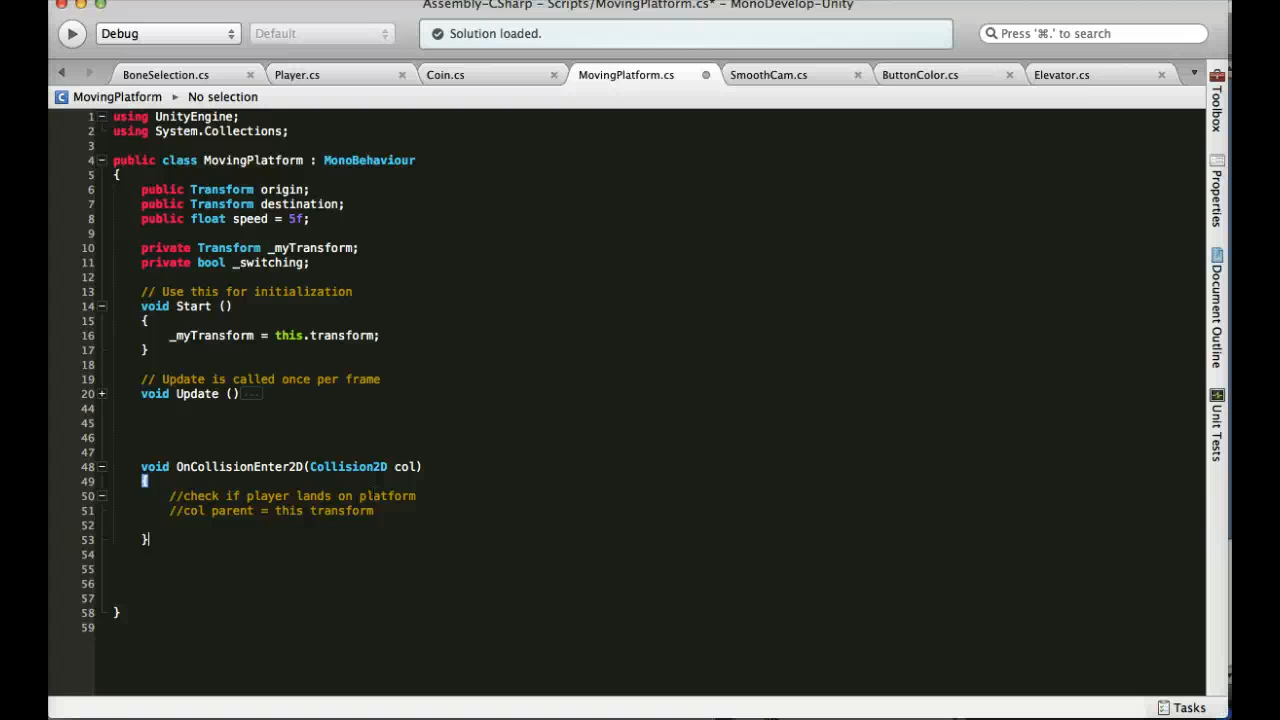 Assembly-CSharp - Scripts/MovingPlatform.cs* - MonoDevelop-Unity
Debug
Default
Solution loaded.
Press '⌘.' to search
BoneSelection.cs
Player.cs
Coin.cs
MovingPlatform.cs
SmoothCam.cs
ButtonColor.cs
Elevator.cs
MovingPlatform
No selection
1 using UnityEngine;
2 using System.Collections;
3
4 public class MovingPlatform : MonoBehaviour
5 {
6 public Transform origin;
7 public Transform destination;
8 public float speed = 5f;
9
10 private Transform _myTransform;
11 private bool _switching;
12
13 // Use this for initialization
14 void Start ()
15 {
16 _myTransform = this.transform;
17 }
18
19 // Update is called once per frame
20 void Update ()...
44
45
46
47
48 void OnCollisionEnter2D(Collision2D col)
49 {
50 //check if player lands on platform
51 //col parent = this transform
52
53 }
54
55
56
57
58 }
59
Toolbox
Properties
Document Outline
Unit Tests
Tasks